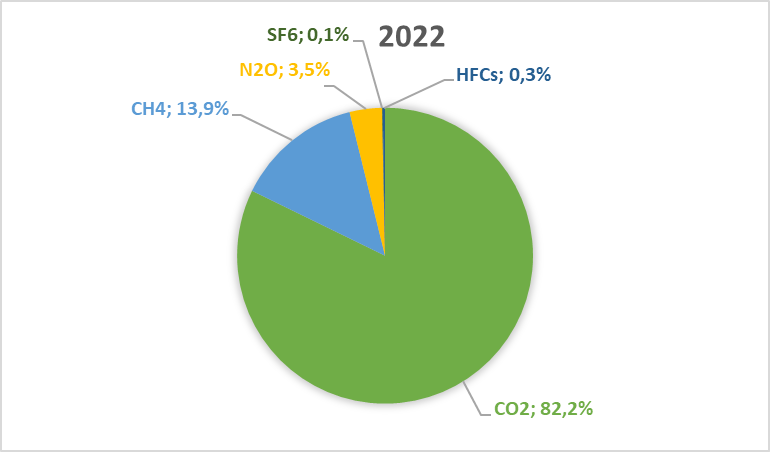 2022
SF6; 0,1%
N2O; 3,5%
HFCs; 0,3%
CH4; 13,9%
CO2; 82,2%